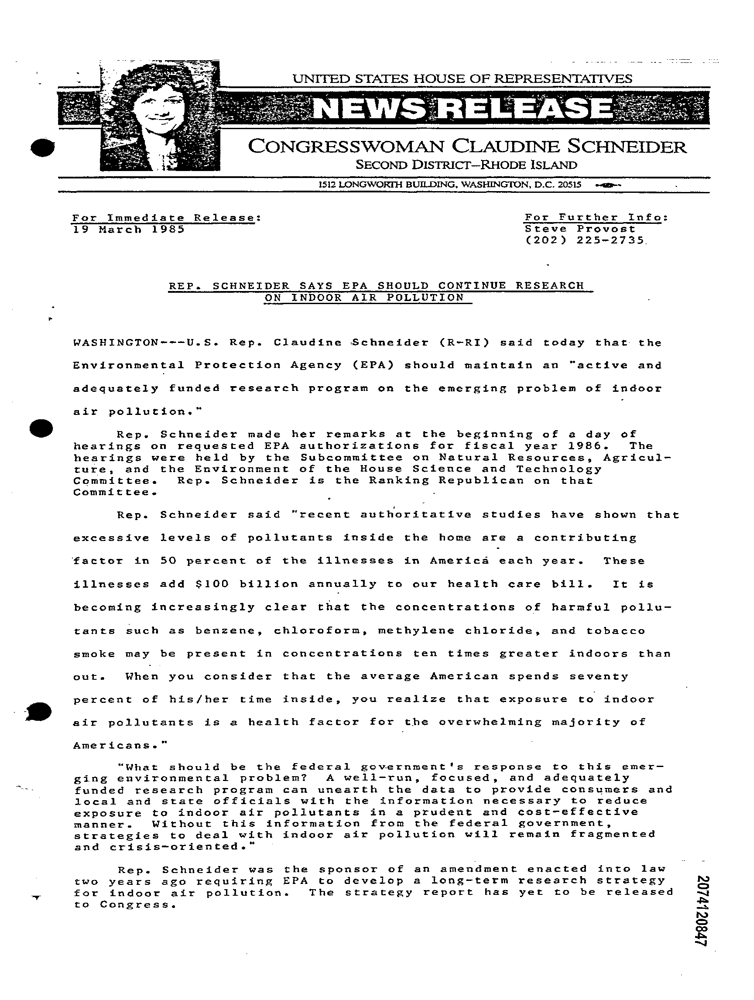 UNITED STATES HOUSE OF REPRESENTATIVES
NEWS RELEASE
CONGRESSWOMAN CLAUDINE SCHNEIDER
SECOND DISTRICT–RHODE ISLAND
1512 LONGWORTH BUILDING, WASHINGTON, D.C. 20515
For Immediate Release:
19 March 1985
For Further Info:
Steve Provost
(202) 225-2735
REP. SCHNEIDER SAYS EPA SHOULD CONTINUE RESEARCH
ON INDOOR AIR POLLUTION
WASHINGTON---U.S. Rep. Claudine Schneider (R-RI) said today that the
Environmental Protection Agency (EPA) should maintain an "active and
adequately funded research program on the emerging problem of indoor
air pollution."
Rep. Schneider made her remarks at the beginning of a day of
hearings on requested EPA authorizations for fiscal year 1986. The
hearings were held by the Subcommittee on Natural Resources, Agricul-
ture, and the Environment of the House Science and Technology
Committee. Rep. Schneider is the Ranking Republican on that
Committee.
Rep. Schneider said "recent authoritative studies have shown that
excessive levels of pollutants inside the home are a contributing
factor in 50 percent of the illnesses in America each year. These
illnesses add $100 billion annually to our health care bill. It is
becoming increasingly clear that the concentrations of harmful pollu-
tants such as benzene, chloroform, methylene chloride, and tobacco
smoke may be present in concentrations ten times greater indoors than
out. When you consider that the average American spends seventy
percent of his/her time inside, you realize that exposure to indoor
air pollutants is a health factor for the overwhelming majority of
Americans."
"What should be the federal government's response to this emer-
ging environmental problem? A well-run, focused, and adequately
funded research program can unearth the data to provide consumers and
local and state officials with the information necessary to reduce
exposure to indoor air pollutants in a prudent and cost-effective
manner. Without this information from the federal government,
strategies to deal with indoor air pollution will remain fragmented
and crisis-oriented."
Rep. Schneider was the sponsor of an amendment enacted into law
two years ago requiring EPA to develop a long-term research strategy
for indoor air pollution. The strategy report has yet to be released
to Congress.
2074120847